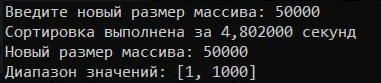 Введите новый размер массива: 50000
Сортировка выполнена за 4,802000 секунд
Новый размер массива: 50000
Диапазон значений: [1, 1000]